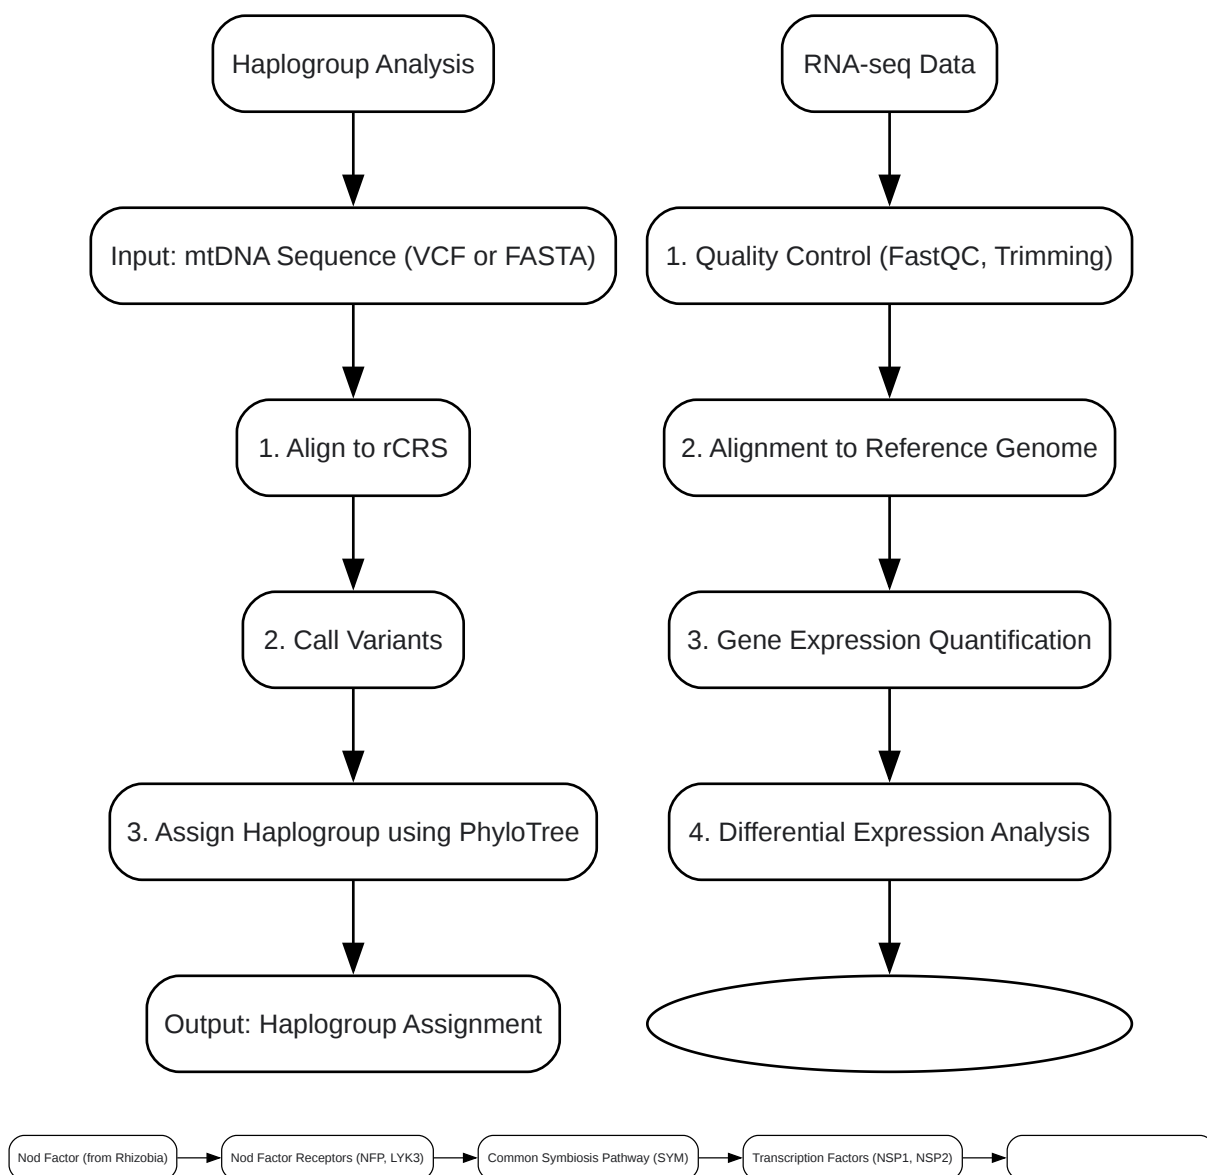 Haplogroup Analysis
Input: mtDNA Sequence (VCF or FASTA)
1. Align to rCRS
2. Call Variants
3. Assign Haplogroup using PhyloTree
Output: Haplogroup Assignment
RNA-seq Data
1. Quality Control (FastQC, Trimming)
2. Alignment to Reference Genome
3. Gene Expression Quantification
4. Differential Expression Analysis
Nod Factor (from Rhizobia)
Nod Factor Receptors (NFP, LYK3)
Common Symbiosis Pathway (SYM)
Transcription Factors (NSP1, NSP2)